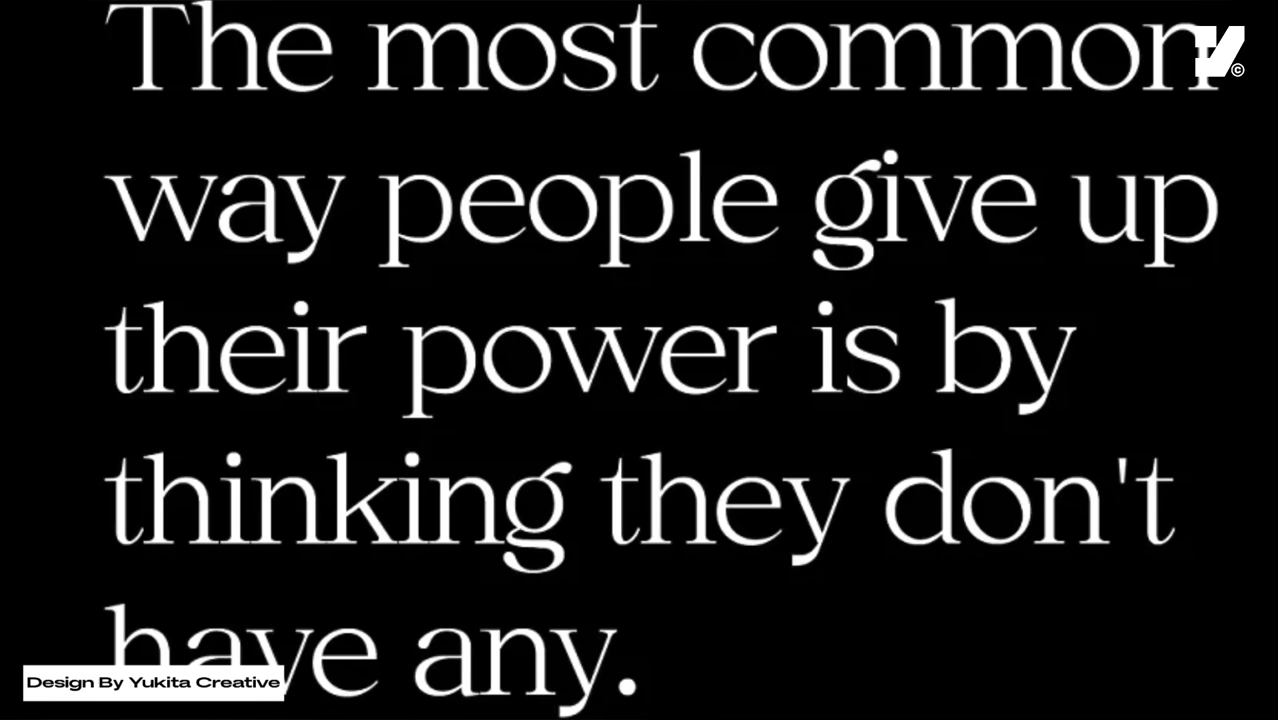 The most common
way people give up
their power is by
thinking they don't
have any.
Design By Yukita Creative
©